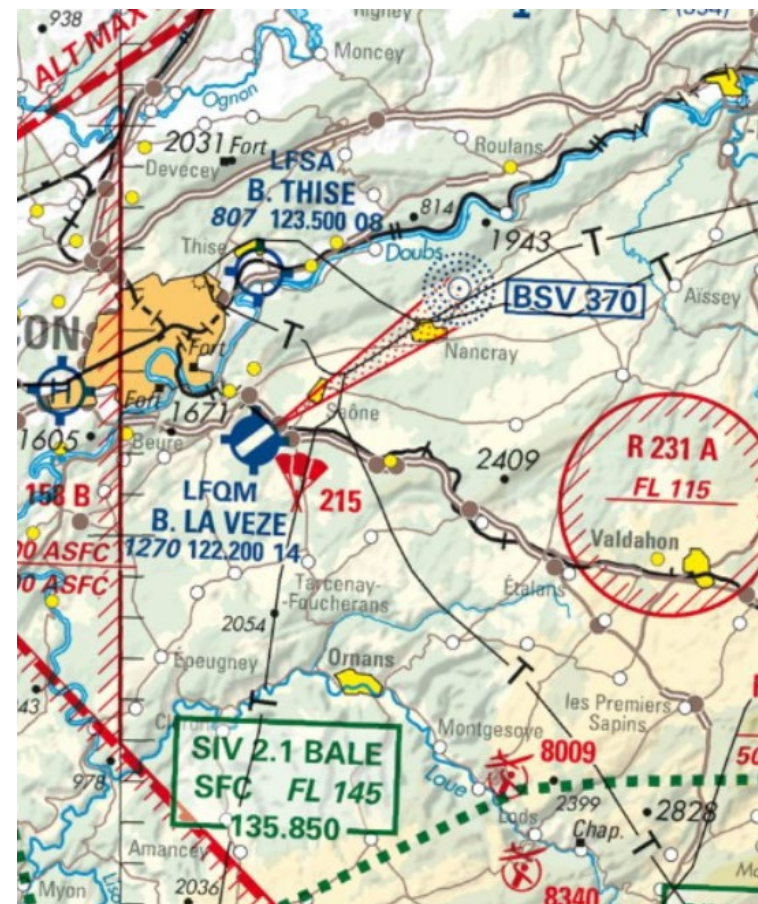 938
Rigney
ALT MAX
Moncey
Ognon
2031 Fort
Devecey
LFSA
B. THISE
807 123.500 08
Roulans
814
1943
Thise
Doubs
T
T
BSV 370
Aïssey
ON
Fort
T
Nancray
H
Fort
Saône
1671
1605
Beure
2409
R 231 A
FL 115
LFQM
B. LA VEZE
1270 122.200 14
215
158 B
Valdahon
00 ASFC
00 ASFC
Tarcenay-
-Foucherans
Étalans
2054
Épeugney
Ornans
T
T
les Premiers
Sapins
Montgesoye
SIV 2.1 BALE
SFC FL 145
135.850
8009
978
Loue
Lods
2399
2828
Chap.
T
Amancey
8340
Myon
2036